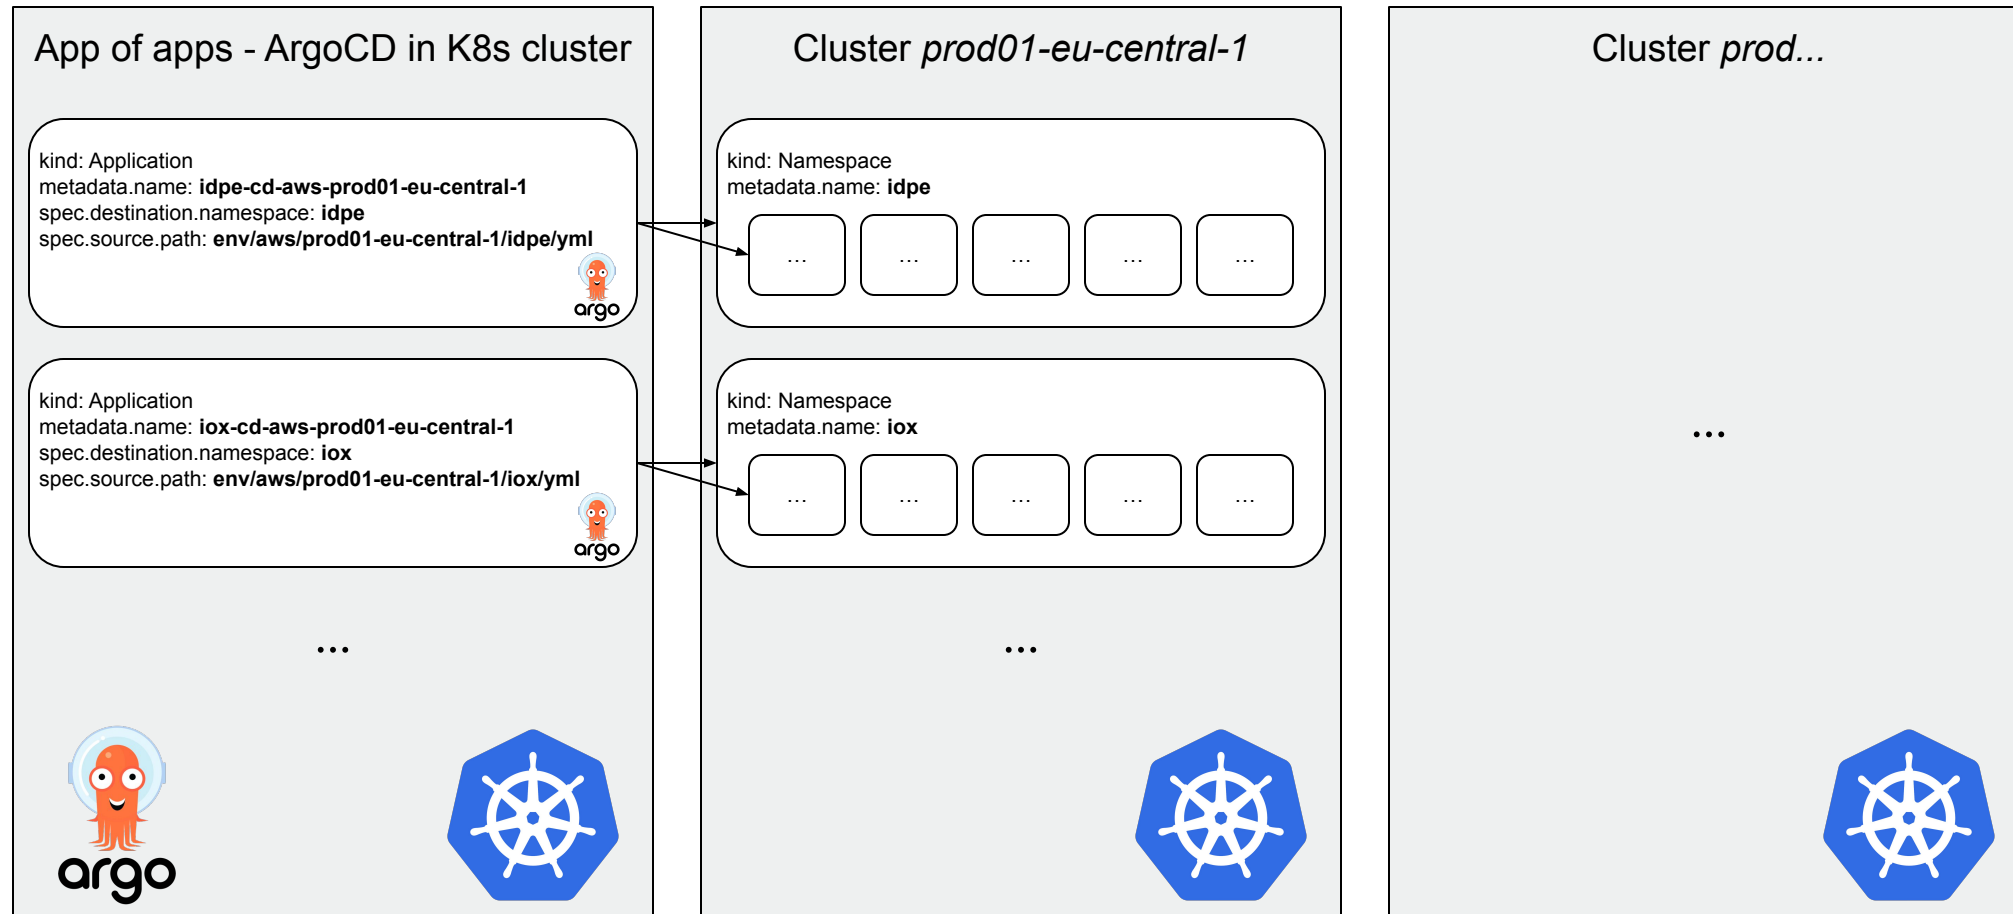 App of apps - ArgoCD in K8s cluster
kind: Application
metadata.name: idpe-cd-aws-prod01-eu-central-1
spec.destination.namespace: idpe
spec.source.path: env/aws/prod01-eu-central-1/idpe/yml
argo
kind: Application
metadata.name: iox-cd-aws-prod01-eu-central-1
spec.destination.namespace: iox
spec.source.path: env/aws/prod01-eu-central-1/iox/yml
argo
...
argo
Cluster prod01-eu-central-1
kind: Namespace
metadata.name: idpe
... ... ... ... ...
kind: Namespace
metadata.name: iox
... ... ... ... ...
...
Cluster prod...
...